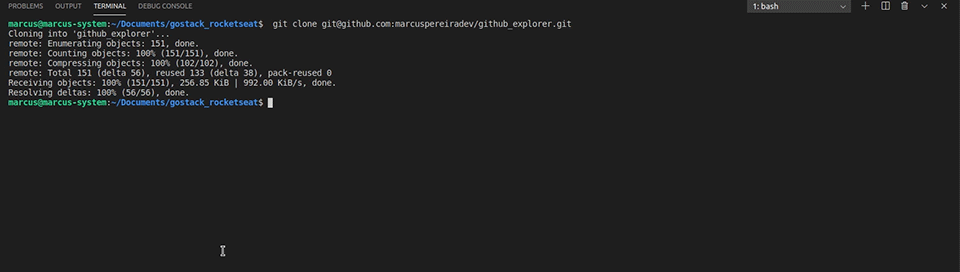 PROBLEMS OUTPUT TERMINAL DEBUG CONSOLE 1: bash
marcus@marcus-system:~/Documents/gostack_rocketseat$ git clone git@github.com:marcuspereiradev/github_explorer.git
Cloning into 'github_explorer'...
remote: Enumerating objects: 151, done.
remote: Counting objects: 100% (151/151), done.
remote: Compressing objects: 100% (102/102), done.
remote: Total 151 (delta 56), reused 133 (delta 38), pack-reused 0
Receiving objects: 100% (151/151), 256.85 KiB | 992.00 KiB/s, done.
Resolving deltas: 100% (56/56), done.
marcus@marcus-system:~/Documents/gostack_rocketseat$